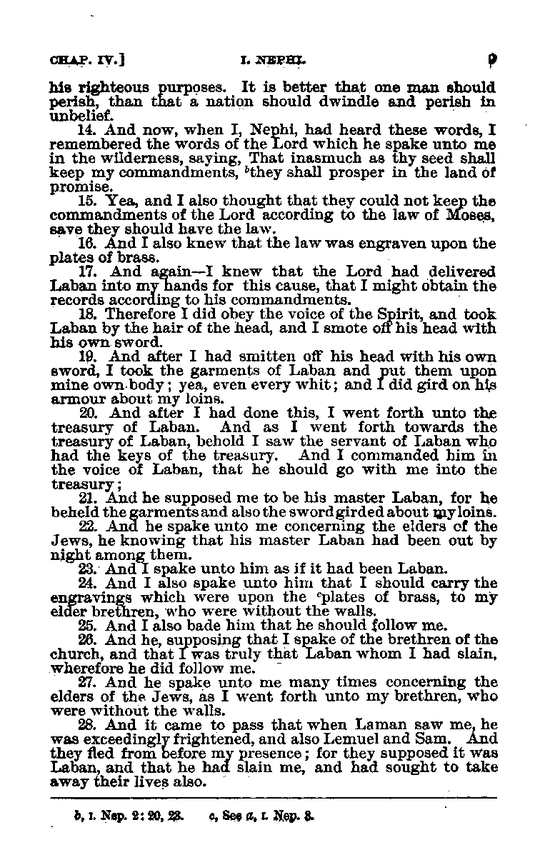 CHAP. IV.] I. NEPHI. 9
his righteous purposes. It is better that one man should
perish, than that a nation should dwindle and perish in
unbelief.
14. And now, when I, Nephi, had heard these words, I
remembered the words of the Lord which he spake unto me
in the wilderness, saying, That inasmuch as thy seed shall
keep my commandments, ᵇthey shall prosper in the land of
promise.
15. Yea, and I also thought that they could not keep the
commandments of the Lord according to the law of Moses,
save they should have the law.
16. And I also knew that the law was engraven upon the
plates of brass.
17. And again—I knew that the Lord had delivered
Laban into my hands for this cause, that I might obtain the
records according to his commandments.
18. Therefore I did obey the voice of the Spirit, and took
Laban by the hair of the head, and I smote off his head with
his own sword.
19. And after I had smitten off his head with his own
sword, I took the garments of Laban and put them upon
mine own body; yea, even every whit; and I did gird on his
armour about my loins.
20. And after I had done this, I went forth unto the
treasury of Laban. And as I went forth towards the
treasury of Laban, behold I saw the servant of Laban who
had the keys of the treasury. And I commanded him in
the voice of Laban, that he should go with me into the
treasury;
21. And he supposed me to be his master Laban, for he
beheld the garments and also the sword girded about my loins.
22. And he spake unto me concerning the elders of the
Jews, he knowing that his master Laban had been out by
night among them.
23. And I spake unto him as if it had been Laban.
24. And I also spake unto him that I should carry the
engravings which were upon the ᶜplates of brass, to my
elder brethren, who were without the walls.
25. And I also bade him that he should follow me.
26. And he, supposing that I spake of the brethren of the
church, and that I was truly that Laban whom I had slain,
wherefore he did follow me.
27. And he spake unto me many times concerning the
elders of the Jews, as I went forth unto my brethren, who
were without the walls.
28. And it came to pass that when Laman saw me, he
was exceedingly frightened, and also Lemuel and Sam. And
they fled from before my presence; for they supposed it was
Laban, and that he had slain me, and had sought to take
away their lives also.
b, I. Nep. 2: 20, 23. c, See a, I. Nep. 3.